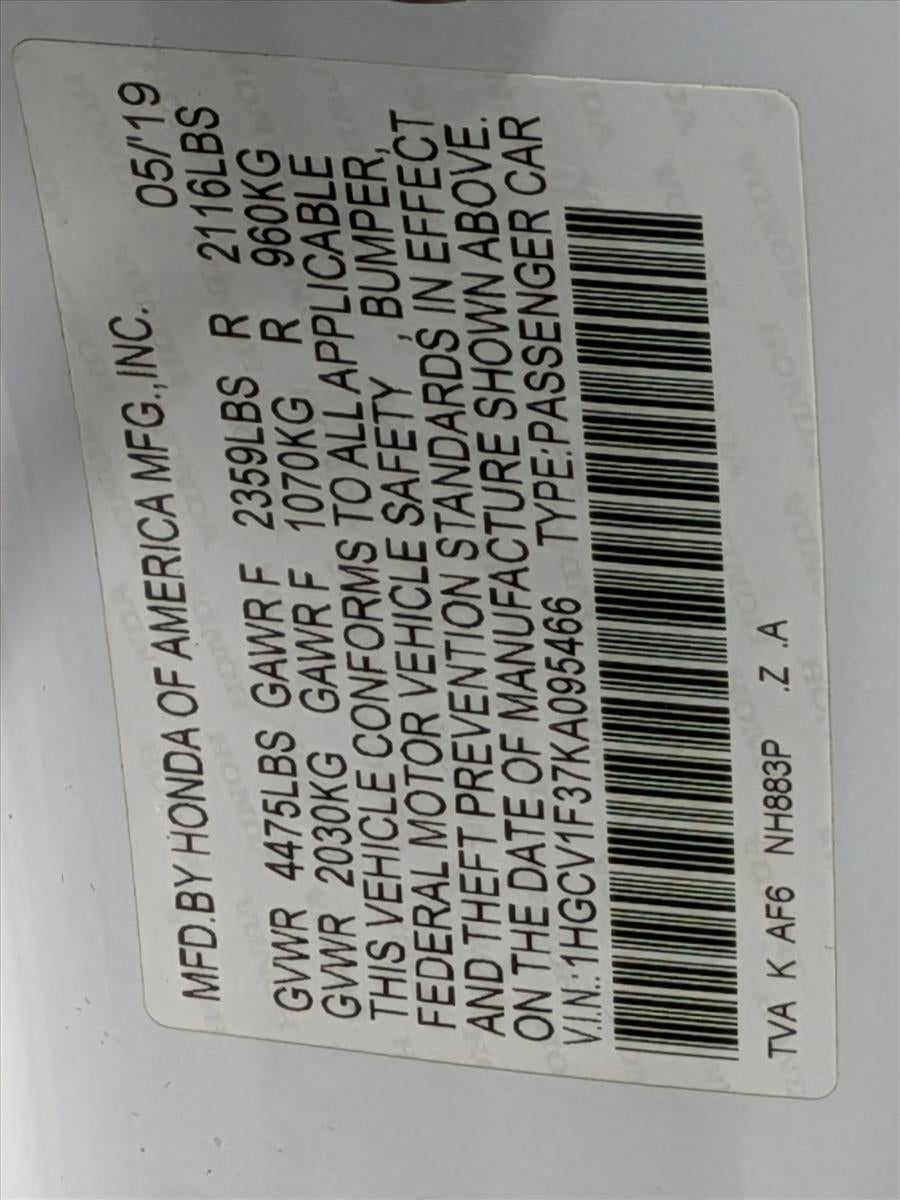 MFD.BY HONDA OF AMERICA MFG.,INC. 05/'19
GVWR 4475LBS GAWR F 2359LBS R 2116LBS
GVWR 2030KG GAWR F 1070KG R 960KG
THIS VEHICLE CONFORMS TO ALL APPLICABLE
FEDERAL MOTOR VEHICLE SAFETY , BUMPER,
AND THEFT PREVENTION STANDARDS IN EFFECT
ON THE DATE OF MANUFACTURE SHOWN ABOVE.
V.I.N.:1HGCV1F37KA095466 TYPE:PASSENGER CAR
TVA K AF6 NH883P .Z .A